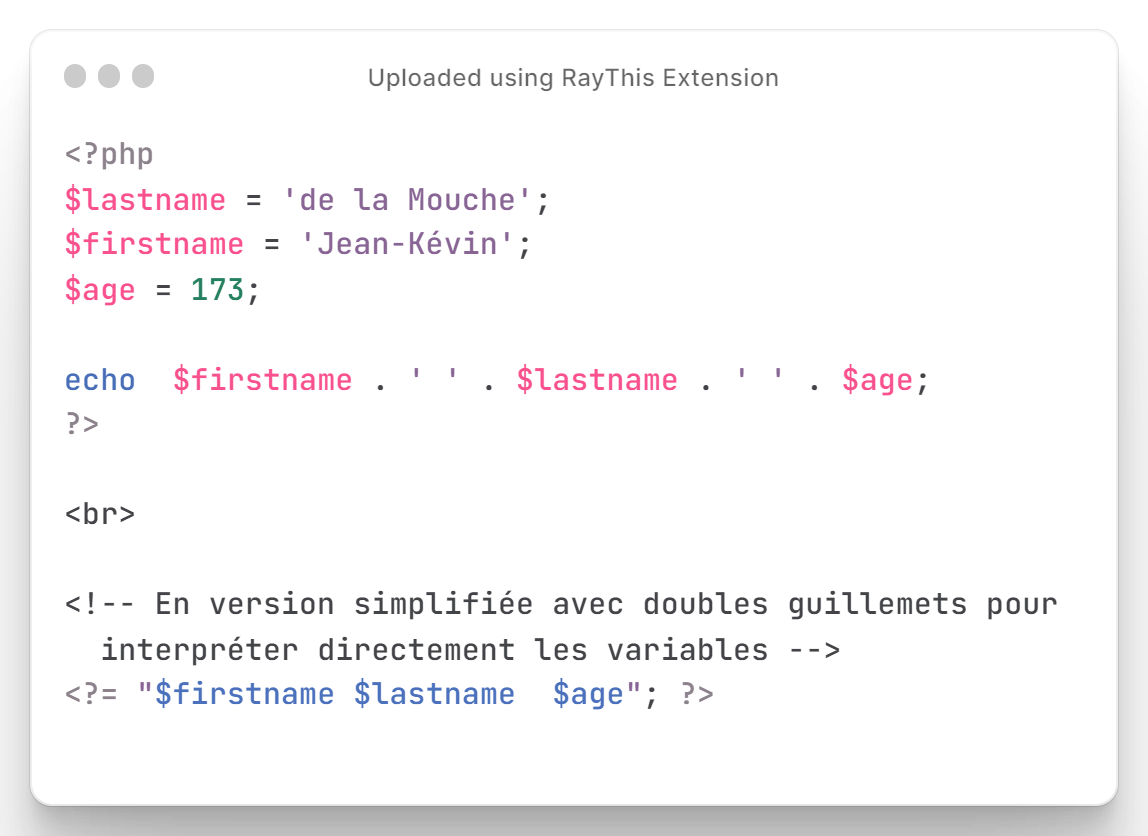 Uploaded using RayThis Extension
<?php
$lastname = 'de la Mouche';
$firstname = 'Jean-Kévin';
$age = 173;
echo  $firstname . ' ' . $lastname . ' ' . $age;
?>
<br>
<!-- En version simplifiée avec doubles guillemets pour
  interpréter directement les variables -->
<?= "$firstname $lastname  $age"; ?>